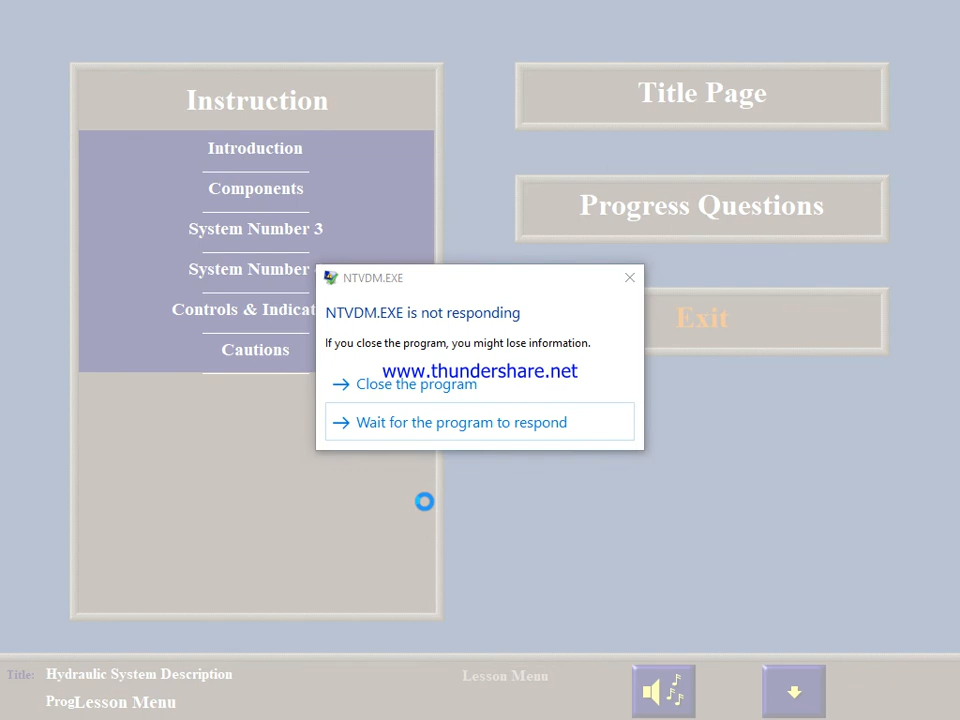 Instruction
Introduction
Components
System Number 3
System Number
Controls & Indicat
Cautions
Title Page
Progress Questions
Exit
NTVDM.EXE
NTVDM.EXE is not responding
If you close the program, you might lose information.
www.thundershare.net
Close the program
Wait for the program to respond
Title: Hydraulic System Description
Lesson Menu
ProgLesson Menu